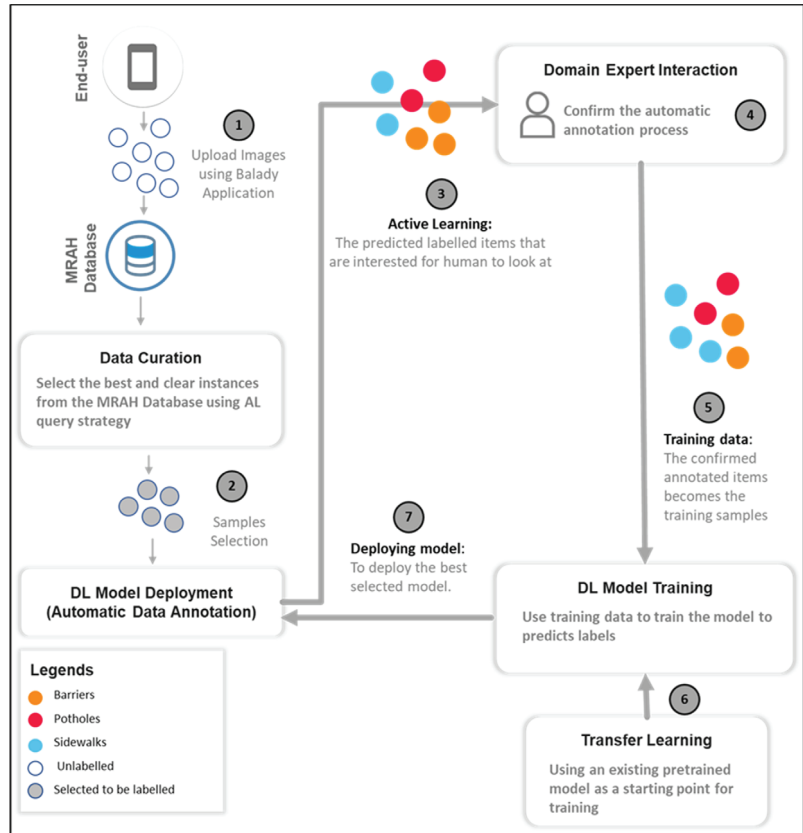 End-user
1
Upload Images
using Balady
Application
MRAH
Database
Data Curation
Select the best and clear instances
from the MRAH Database using AL
query strategy
2
Samples
Selection
DL Model Deployment
(Automatic Data Annotation)
3
Active Learning:
The predicted labelled items that
are interested for human to look at
Domain Expert Interaction
Confirm the automatic
annotation process
4
5
Training data:
The confirmed
annotated items
becomes the
training samples
7
Deploying model:
To deploy the best
selected model.
DL Model Training
Use training data to train the model to
predicts labels
6
Transfer Learning
Using an existing pretrained
model as a starting point for
training
Legends
Barriers
Potholes
Sidewalks
Unlabelled
Selected to be labelled